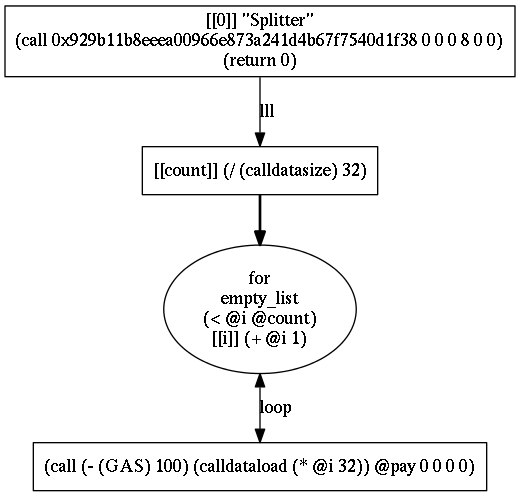 [[0]] "Splitter"
(call 0x929b11b8eeea00966e873a241d4b67f7540d1f38 0 0 0 8 0 0)
(return 0)
lll
[[count]] (/ (calldatasize) 32)
for
empty_list
(< @i @count)
[[i]] (+ @i 1)
loop
(call (- (GAS) 100) (calldataload (* @i 32)) @pay 0 0 0 0)